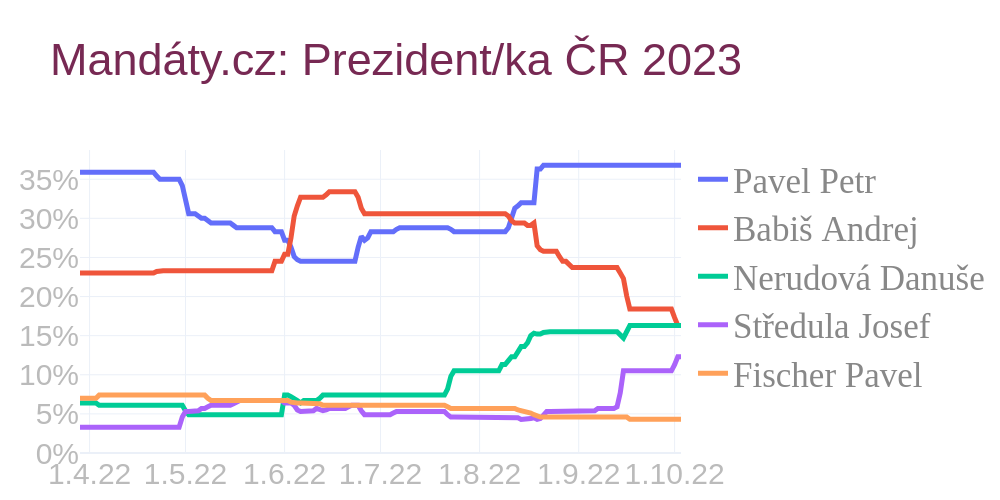 Mandáty.cz: Prezident/ka ČR 2023
35%
30%
25%
20%
15%
10%
5%
0%
1.4.22 1.5.22 1.6.22 1.7.22 1.8.22 1.9.22 1.10.22
Pavel Petr
Babiš Andrej
Nerudová Danuše
Středula Josef
Fischer Pavel